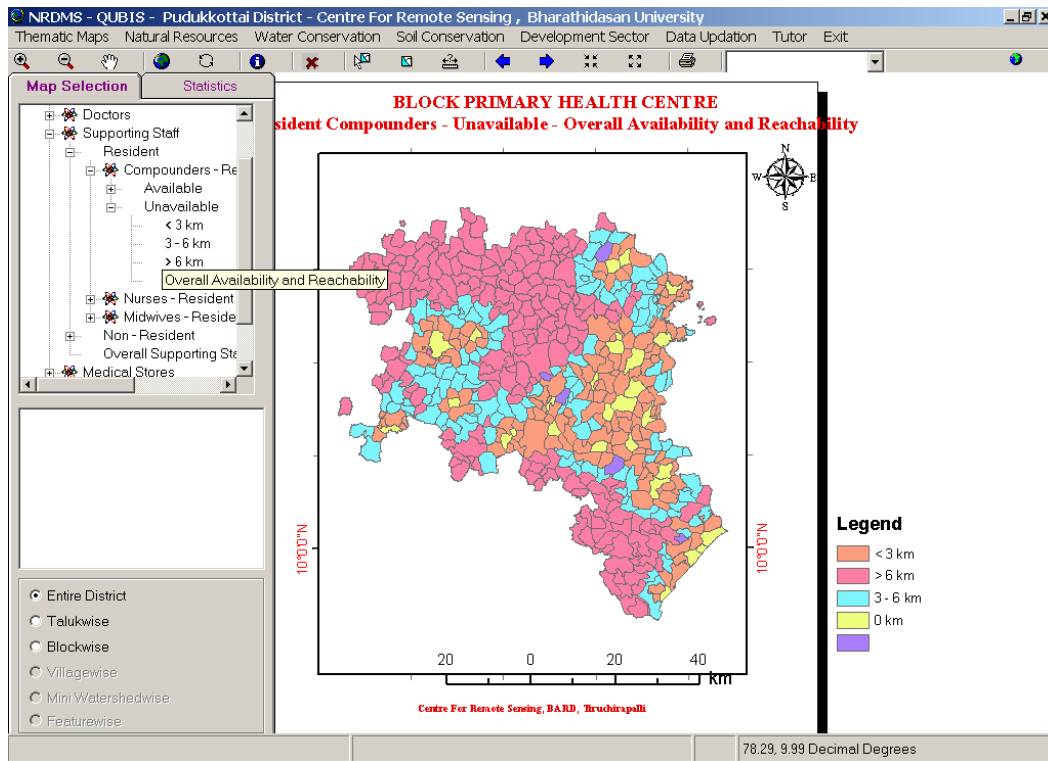 NRDMS - QUBIS - Pudukkottai District - Centre For Remote Sensing , Bharathidasan University
Thematic Maps Natural Resources Water Conservation Soil Conservation Development Sector Data Updation Tutor Exit
Map Selection Statistics
Doctors
Supporting Staff
Resident
Compounders - Re
Available
Unavailable
< 3 km
3 - 6 km
> 6 km
Overall Availability and Reachability
Nurses - Resident
Midwives - Reside
Non - Resident
Overall Supporting Sta
Medical Stores
Entire District
Talukwise
Blockwise
Villagewise
Mini Watershedwise
Featurewise
BLOCK PRIMARY HEALTH CENTRE
sident Compounders - Unavailable - Overall Availability and Reachability
N
W E
S
10°0'0"N 10°0'0"N
20 0 20 40
km
Centre For Remote Sensing, BARD, Tiruchirapalli
Legend
< 3 km
> 6 km
3 - 6 km
0 km
78.29, 9.99 Decimal Degrees